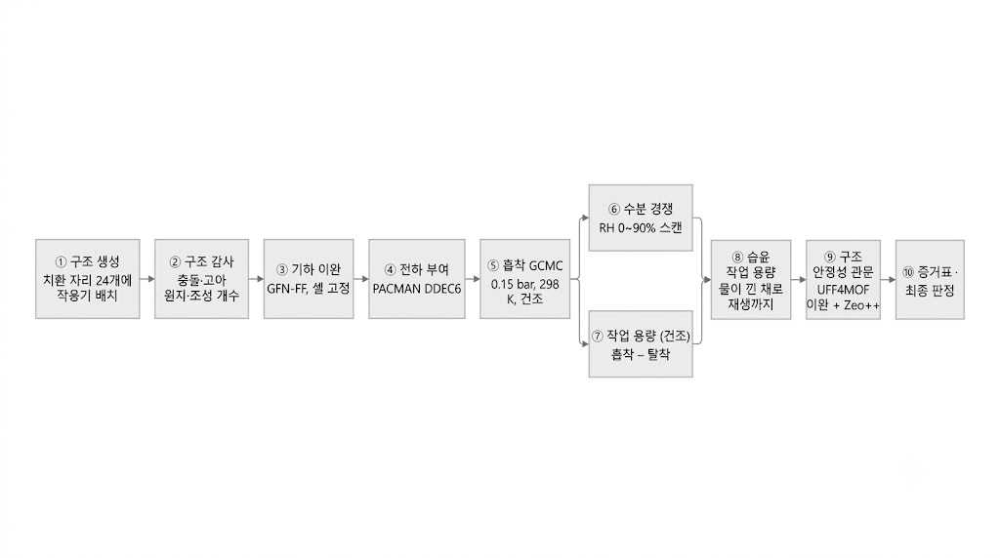 ① 구조 생성
치환 자리 24개에
작용기 배치
② 구조 감사
충돌·고아
원자·조성 개수
③ 기하 이완
GFN-FF, 셀 고정
④ 전하 부여
PACMAN DDEC6
⑤ 흡착 GCMC
0.15 bar, 298
K, 건조
⑥ 수분 경쟁
RH 0~90% 스캔
⑦ 작업 용량 (건조)
흡착 – 탈착
⑧ 습윤
작업 용량
물이 낀 채로
재생까지
⑨ 구조
안정성 관문
UFF4MOF
이완 + Zeo++
⑩ 증거표 ·
최종 판정